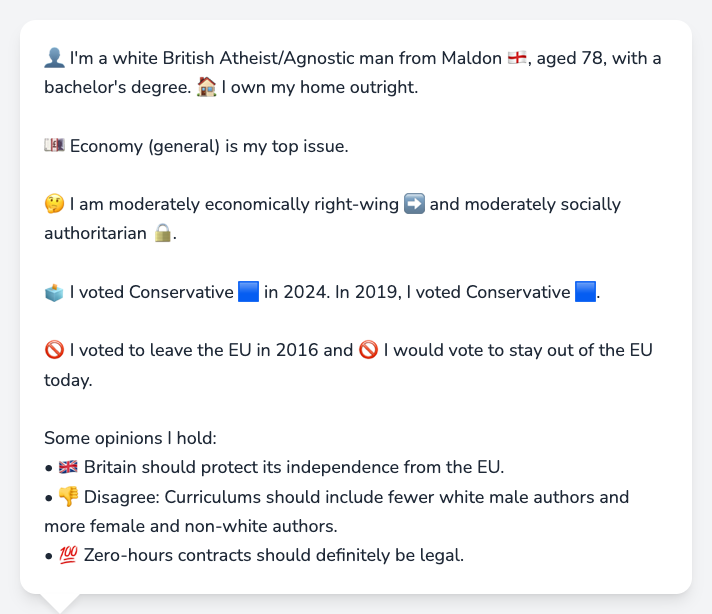 👤 I'm a white British Atheist/Agnostic man from Maldon 🏴󠁧󠁢󠁥󠁮󠁧󠁿, aged 78, with a
bachelor's degree. 🏠 I own my home outright.
💷 Economy (general) is my top issue.
🤔 I am moderately economically right-wing ➡️ and moderately socially
authoritarian 🔒.
🗳️ I voted Conservative 🟦 in 2024. In 2019, I voted Conservative 🟦.
🚫 I voted to leave the EU in 2016 and 🚫 I would vote to stay out of the EU
today.
Some opinions I hold:
• 🇬🇧 Britain should protect its independence from the EU.
• 👎 Disagree: Curriculums should include fewer white male authors and
more female and non-white authors.
• 💯 Zero-hours contracts should definitely be legal.